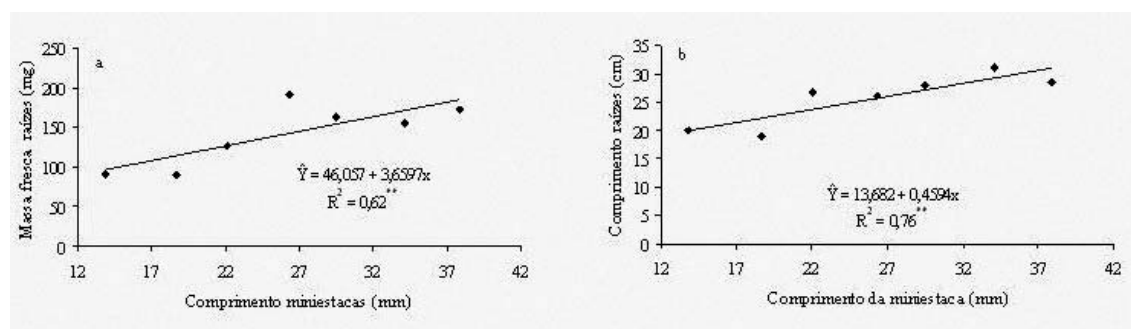 a
Massa fresca raízes (mg)
250
200
150
100
50
0
Ŷ = 46,057 + 3,6597x
R² = 0,62**
12 17 22 27 32 37 42
Comprimento miniestacas (mm)
b
Comprimento raízes (cm)
35
30
25
20
15
10
5
0
Ŷ = 13,682 + 0,4594x
R² = 0,76**
12 17 22 27 32 37 42
Comprimento da miniestaca (mm)